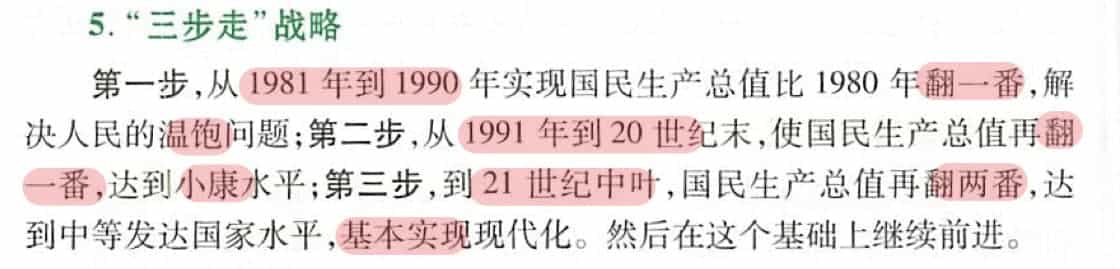 5. “三步走”战略
第一步,从 1981 年到 1990 年实现国民生产总值比 1980 年翻一番,解
决人民的温饱问题;第二步,从 1991 年到 20 世纪末,使国民生产总值再翻
一番,达到小康水平;第三步,到 21 世纪中叶,国民生产总值再翻两番,达
到中等发达国家水平,基本实现现代化。然后在这个基础上继续前进。